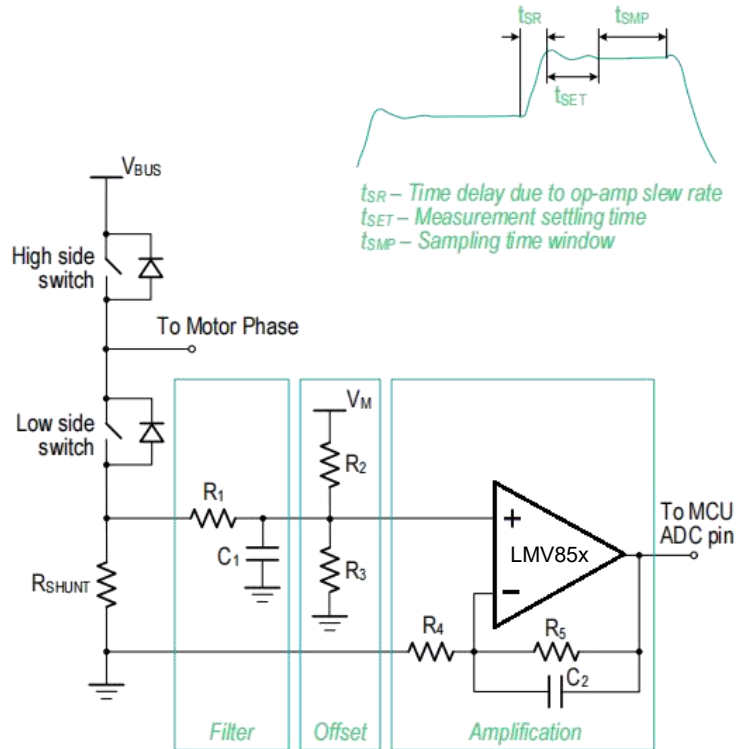 tSR
tSMP
tSET
tSR – Time delay due to op-amp slew rate
tSET – Measurement settling time
tSMP – Sampling time window
VBUS
High side
switch
To Motor Phase
Low side
switch
VM
R2
R1
C1
R3
RSHUNT
+
LMV85x
−
To MCU
ADC pin
R4
R5
C2
Filter
Offset
Amplification